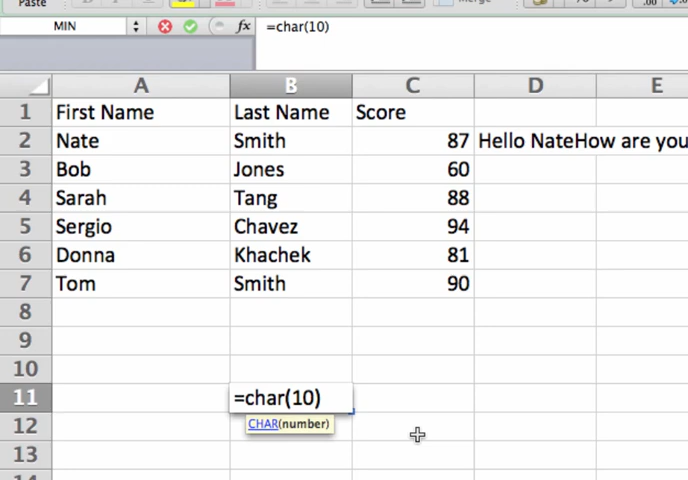 Paste
MIN fx =char(10)
A B C D E
1 First Name Last Name Score
2 Nate Smith 87 Hello NateHow are you
3 Bob Jones 60
4 Sarah Tang 88
5 Sergio Chavez 94
6 Donna Khachek 81
7 Tom Smith 90
8
9
10
11 =char(10)
12 CHAR(number)
13